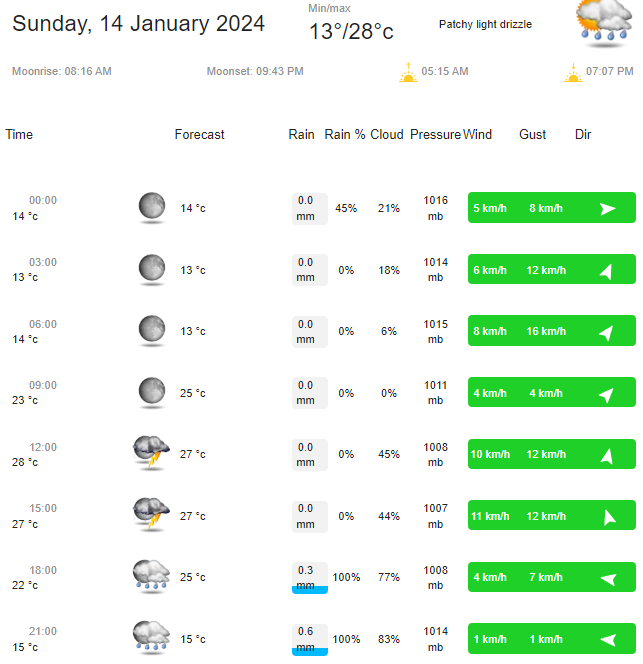 Sunday, 14 January 2024
Min/max
13°/28°c
Patchy light drizzle
Moonrise: 08:16 AM Moonset: 09:43 PM 05:15 AM 07:07 PM
Time Forecast Rain Rain % Cloud Pressure Wind Gust Dir
00:00
14 °c 14 °c 0.0 mm 45% 21% 1016 mb 5 km/h 8 km/h
03:00
13 °c 13 °c 0.0 mm 0% 18% 1014 mb 6 km/h 12 km/h
06:00
14 °c 13 °c 0.0 mm 0% 6% 1015 mb 8 km/h 16 km/h
09:00
23 °c 25 °c 0.0 mm 0% 0% 1011 mb 4 km/h 4 km/h
12:00
28 °c 27 °c 0.0 mm 0% 45% 1008 mb 10 km/h 12 km/h
15:00
27 °c 27 °c 0.0 mm 0% 44% 1007 mb 11 km/h 12 km/h
18:00
22 °c 25 °c 0.3 mm 100% 77% 1008 mb 4 km/h 7 km/h
21:00
15 °c 15 °c 0.6 mm 100% 83% 1014 mb 1 km/h 1 km/h